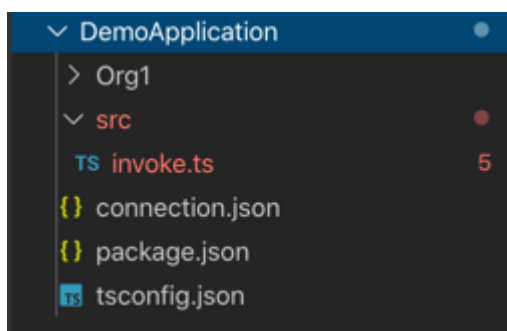 DemoApplication
Org1
src
TS invoke.ts 5
{} connection.json
{} package.json
TS tsconfig.json